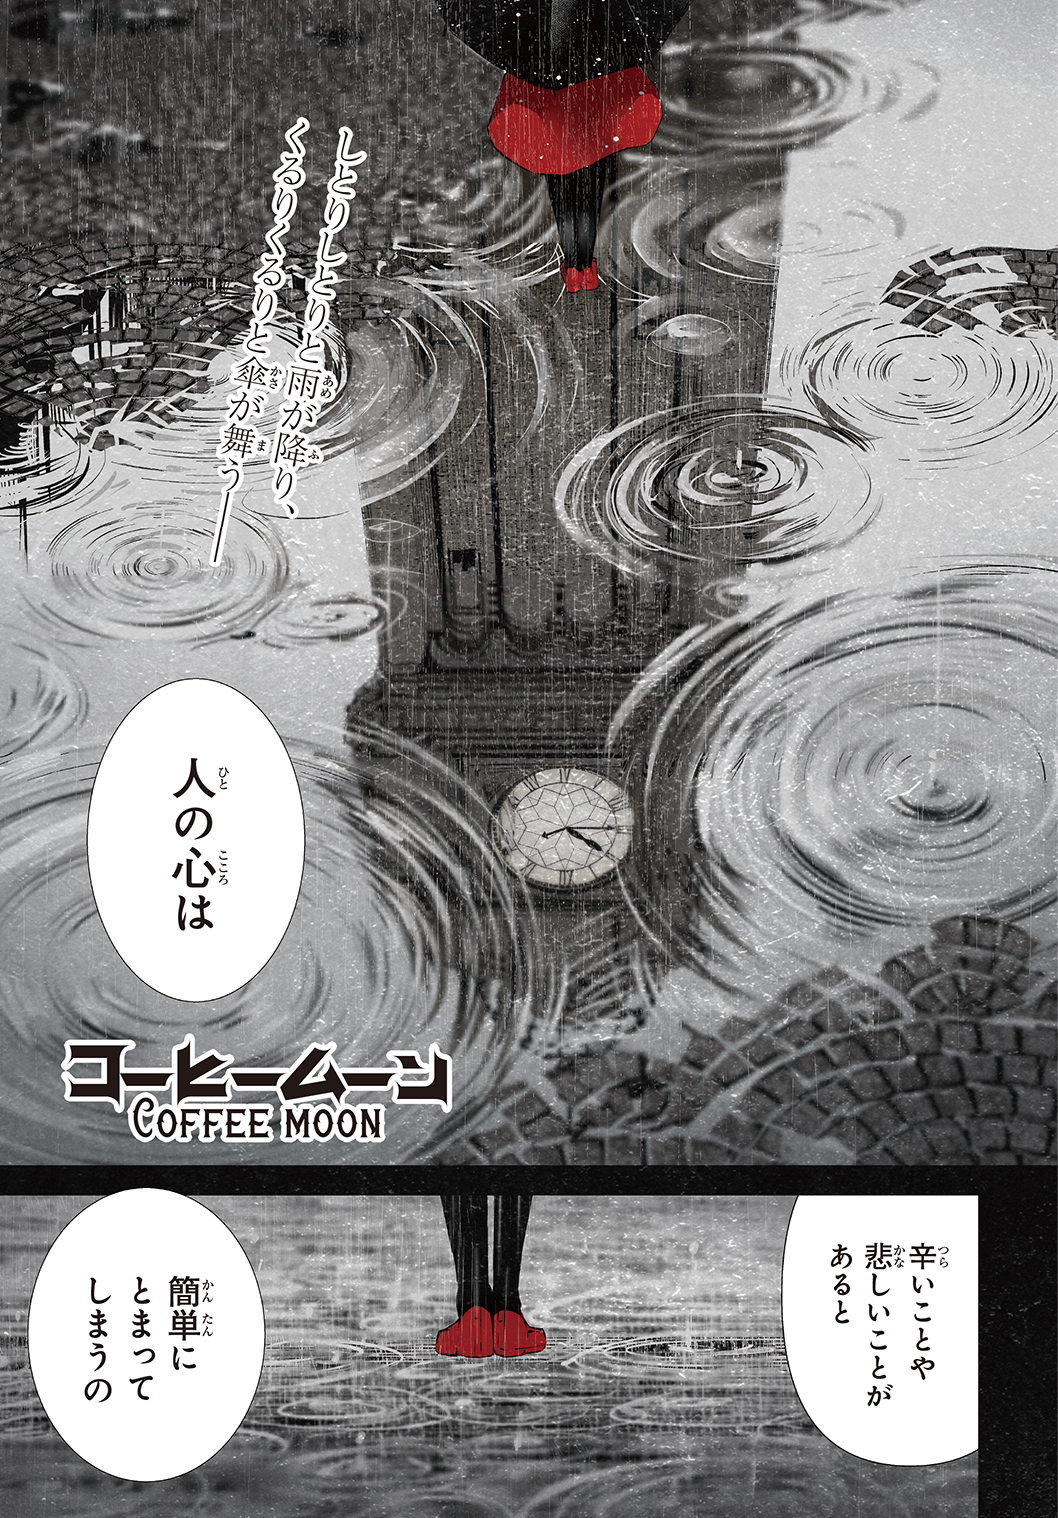 しとりしとりと雨が降り、
くるりくるりと傘が舞う――
人の心は
コーヒームーン
COFFEE MOON
辛いことや
悲しいことが
あると
簡単に
とまって
しまうの